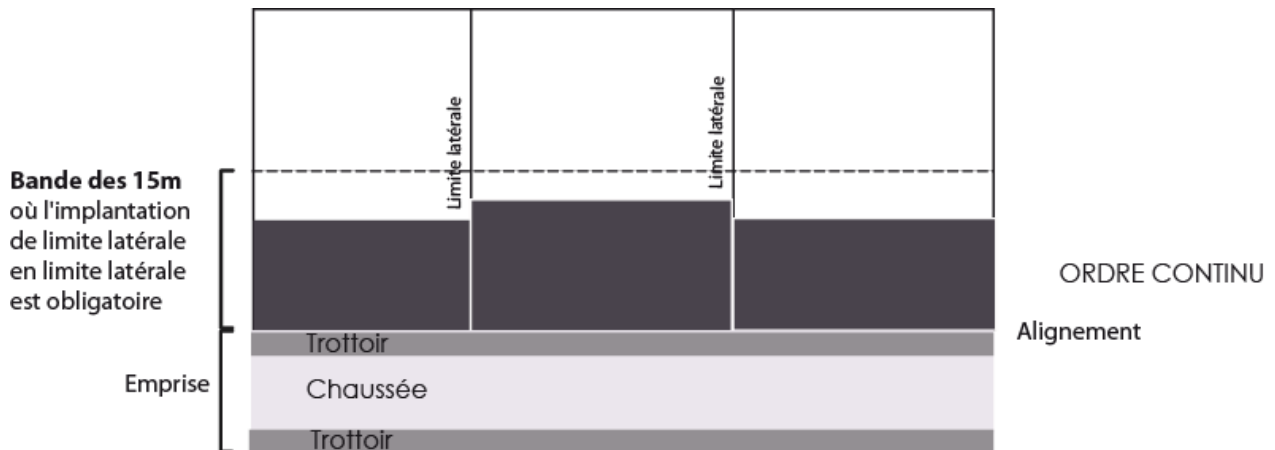 Limite latérale
Limite latérale
Bande des 15m
où l'implantation
de limite latérale
en limite latérale
est obligatoire
ORDRE CONTINU
Alignement
Trottoir
Emprise
Chaussée
Trottoir